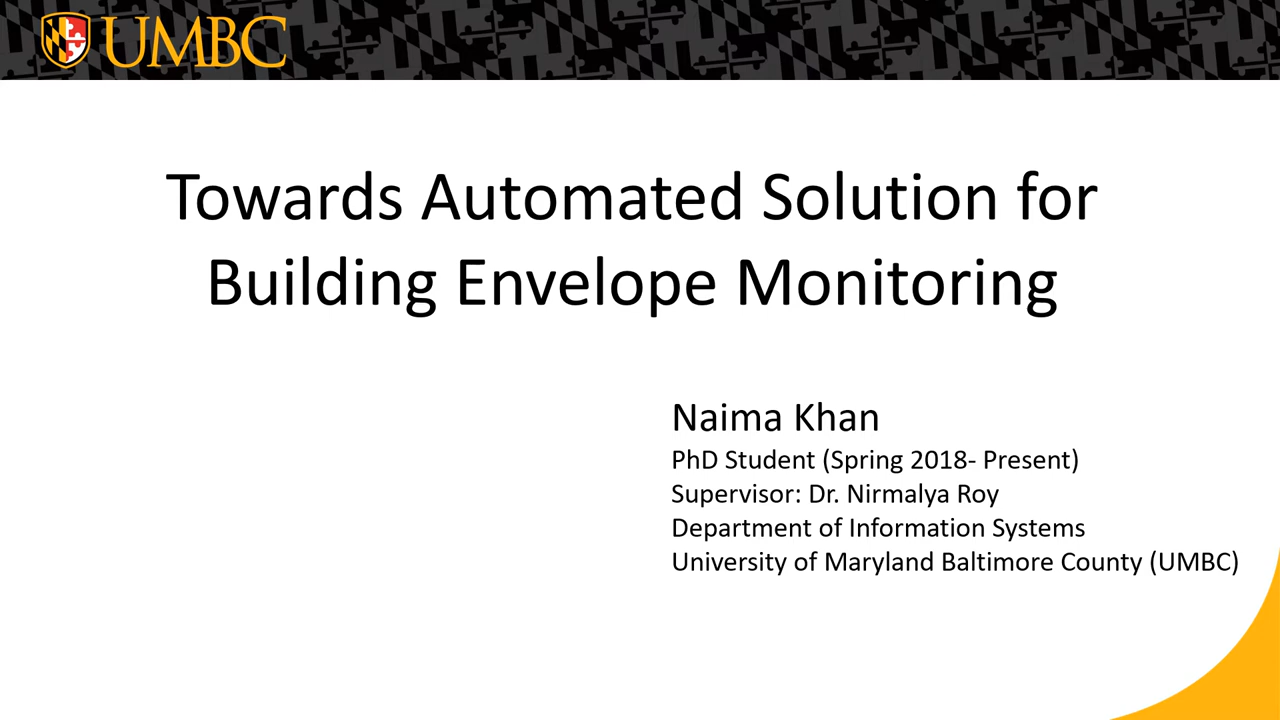 UMBC
Towards Automated Solution for
Building Envelope Monitoring
Naima Khan
PhD Student (Spring 2018- Present)
Supervisor: Dr. Nirmalya Roy
Department of Information Systems
University of Maryland Baltimore County (UMBC)